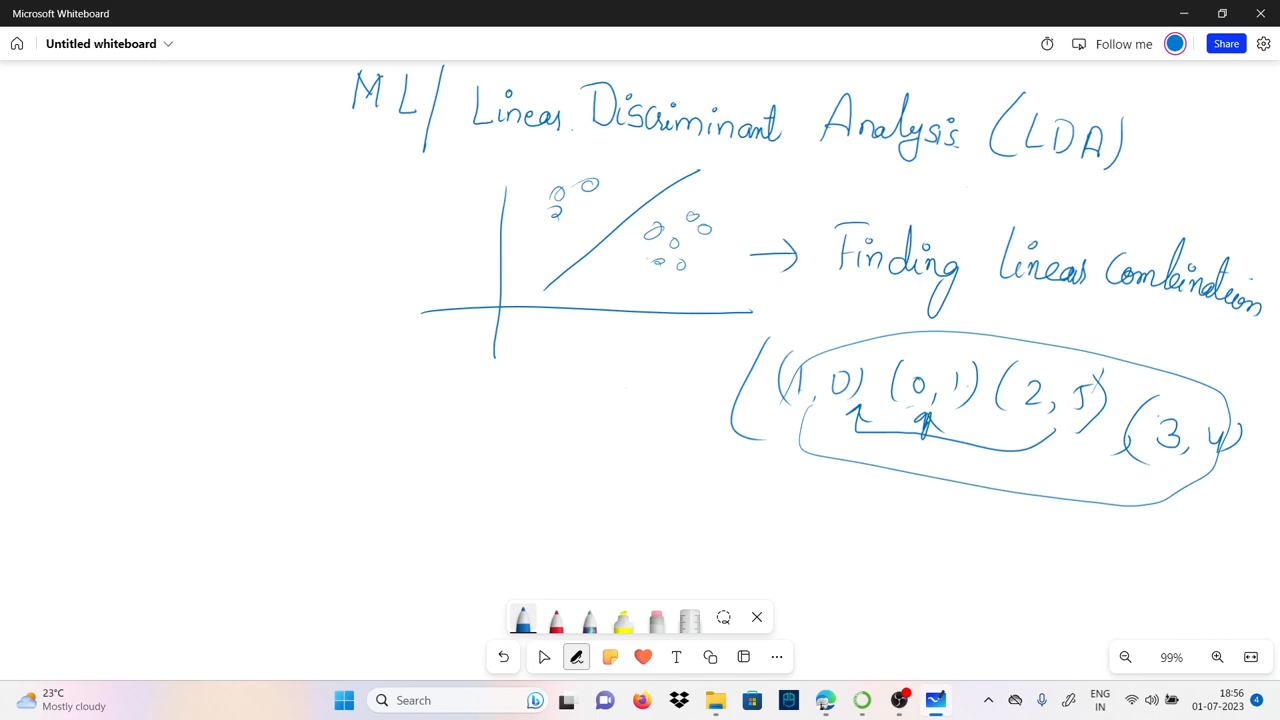 Microsoft Whiteboard
Untitled whiteboard
Follow me
Share
ML/ Linear Discriminant Analysis (LDA)
→ Finding linear combination
((1, 0) (0, 1) (2, 5) , (3, 4)
T
99%
23°C
Mostly cloudy
Search
ENG
IN
18:56
01-07-2023
4